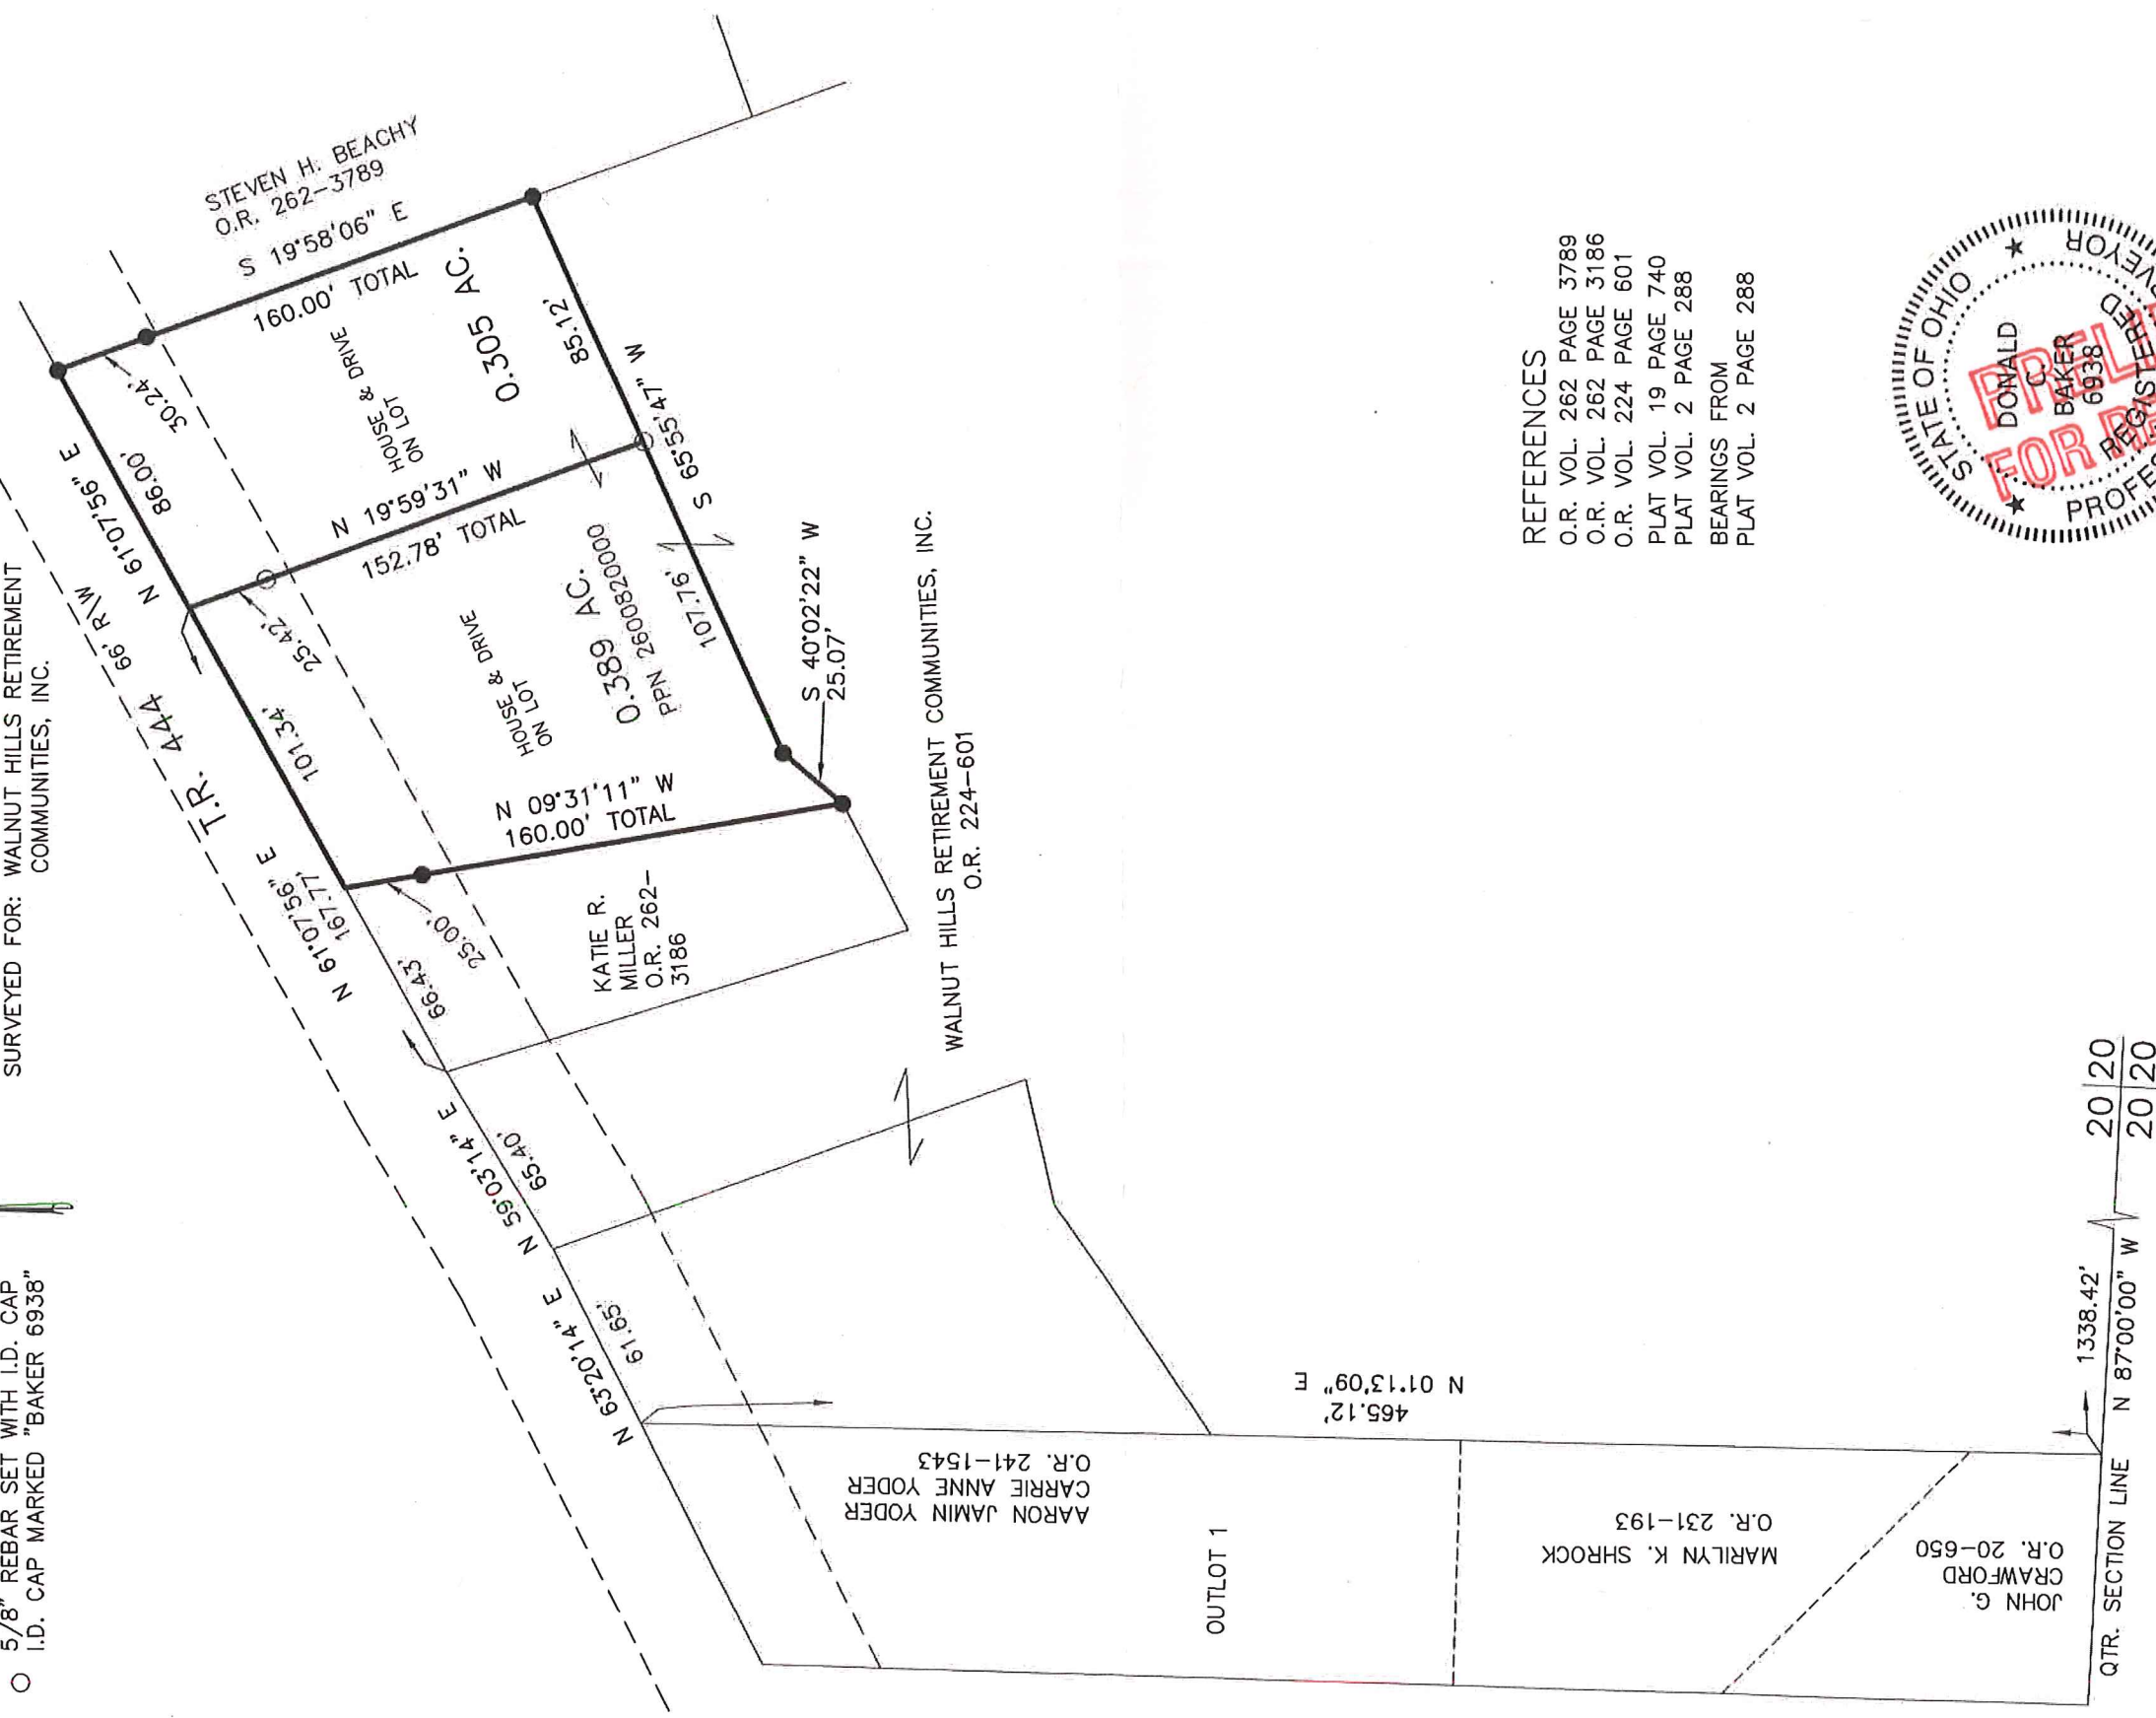 ○ 5/8" REBAR SET WITH I.D. CAP
I.D. CAP MARKED "BAKER 6938"
SURVEYED FOR: WALNUT HILLS RETIREMENT
COMMUNITIES, INC.
T.R. 444 66' R\W
STEVEN H. BEACHY
O.R. 262-3789
S 19°58'06" E
160.00' TOTAL
30.24'
N 61°07'56" E
86.00'
HOUSE & DRIVE
ON LOT
0.305 AC.
85.12'
S 65°55'47" W
N 19°59'31" W
152.78' TOTAL
25.42'
101.34'
HOUSE & DRIVE
ON LOT
0.389 AC.
PPN 2600820000
107.76'
S 40°02'22" W
25.07'
N 09°31'11" W
160.00' TOTAL
25.00'
N 61°07'56" E
167.77'
66.43'
KATIE R.
MILLER
O.R. 262-
3186
WALNUT HILLS RETIREMENT COMMUNITIES, INC.
O.R. 224-601
N 59°03'14" E
65.40'
N 63°20'14" E
61.65'
AARON JAMIN YODER
CARRIE ANNE YODER
O.R. 241-1543
N 01°13'09" E
465.12'
OUTLOT 1
MARILYN K. SHROCK
O.R. 231-193
JOHN G.
CRAWFORD
O.R. 20-650
QTR. SECTION LINE N 87°00'00" W
1338.42'
20 20
20 20
REFERENCES
O.R. VOL. 262 PAGE 3789
O.R. VOL. 262 PAGE 3186
O.R. VOL. 224 PAGE 601
PLAT VOL. 19 PAGE 740
PLAT VOL. 2 PAGE 288
BEARINGS FROM
PLAT VOL. 2 PAGE 288
STATE OF OHIO
DONALD
C.
BAKER
6938
REGISTERED